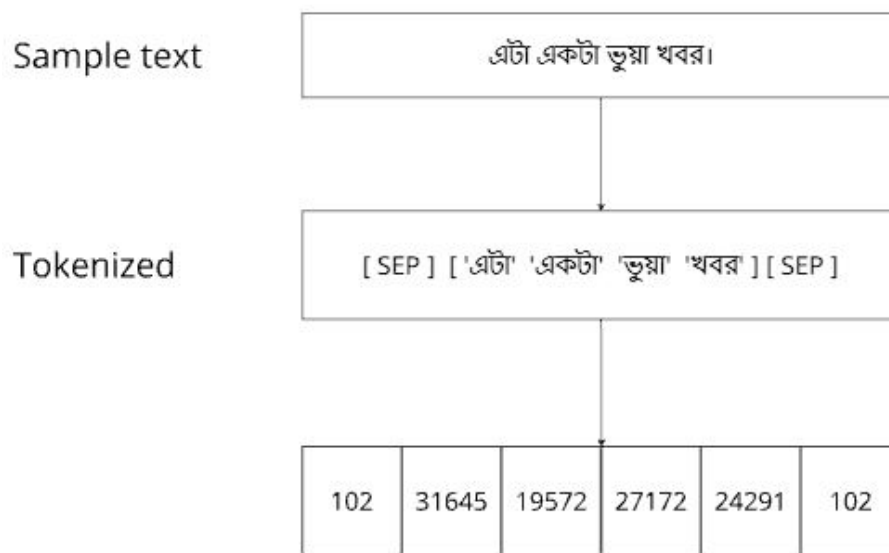 Sample text
এটা একটা ভুয়া খবর।
Tokenized
[ SEP ] [ 'এটা' 'একটা' 'ভুয়া' 'খবর' ] [ SEP ]
102 31645 19572 27172 24291 102